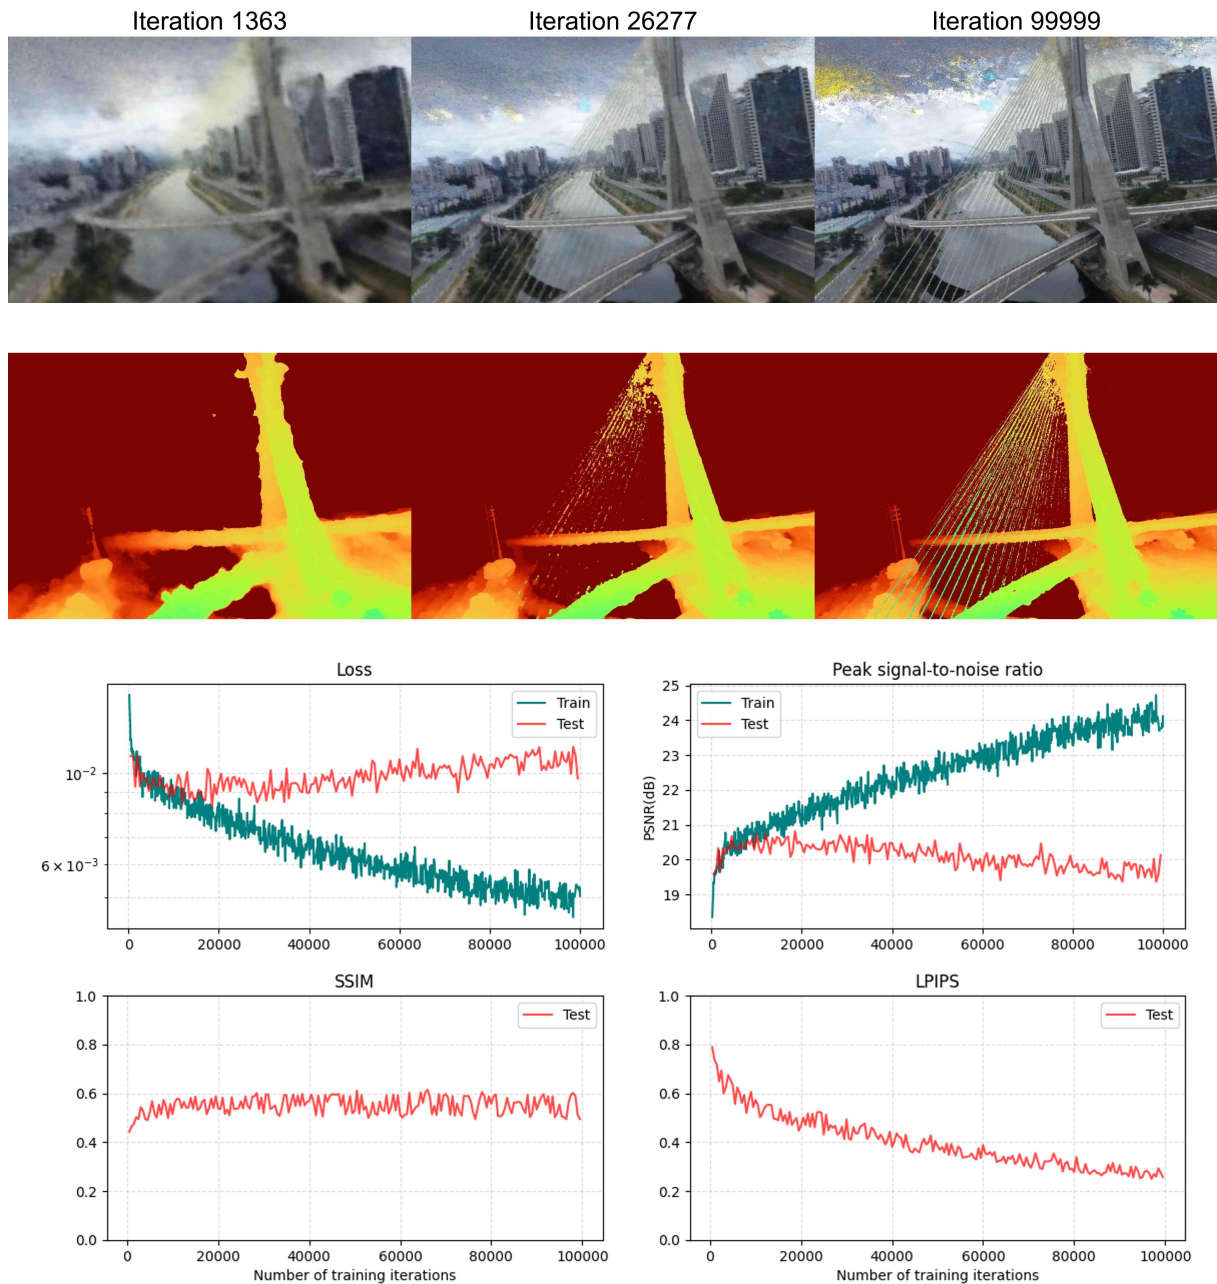 Iteration 1363
Iteration 26277
Iteration 99999
Loss
Train
Test
10⁻²
6 × 10⁻³
0
20000
40000
60000
80000
100000
Peak signal-to-noise ratio
Train
Test
PSNR(dB)
25
24
23
22
21
20
19
0
20000
40000
60000
80000
100000
SSIM
Test
1.0
0.8
0.6
0.4
0.2
0.0
0
20000
40000
60000
80000
100000
Number of training iterations
LPIPS
Test
1.0
0.8
0.6
0.4
0.2
0.0
0
20000
40000
60000
80000
100000
Number of training iterations